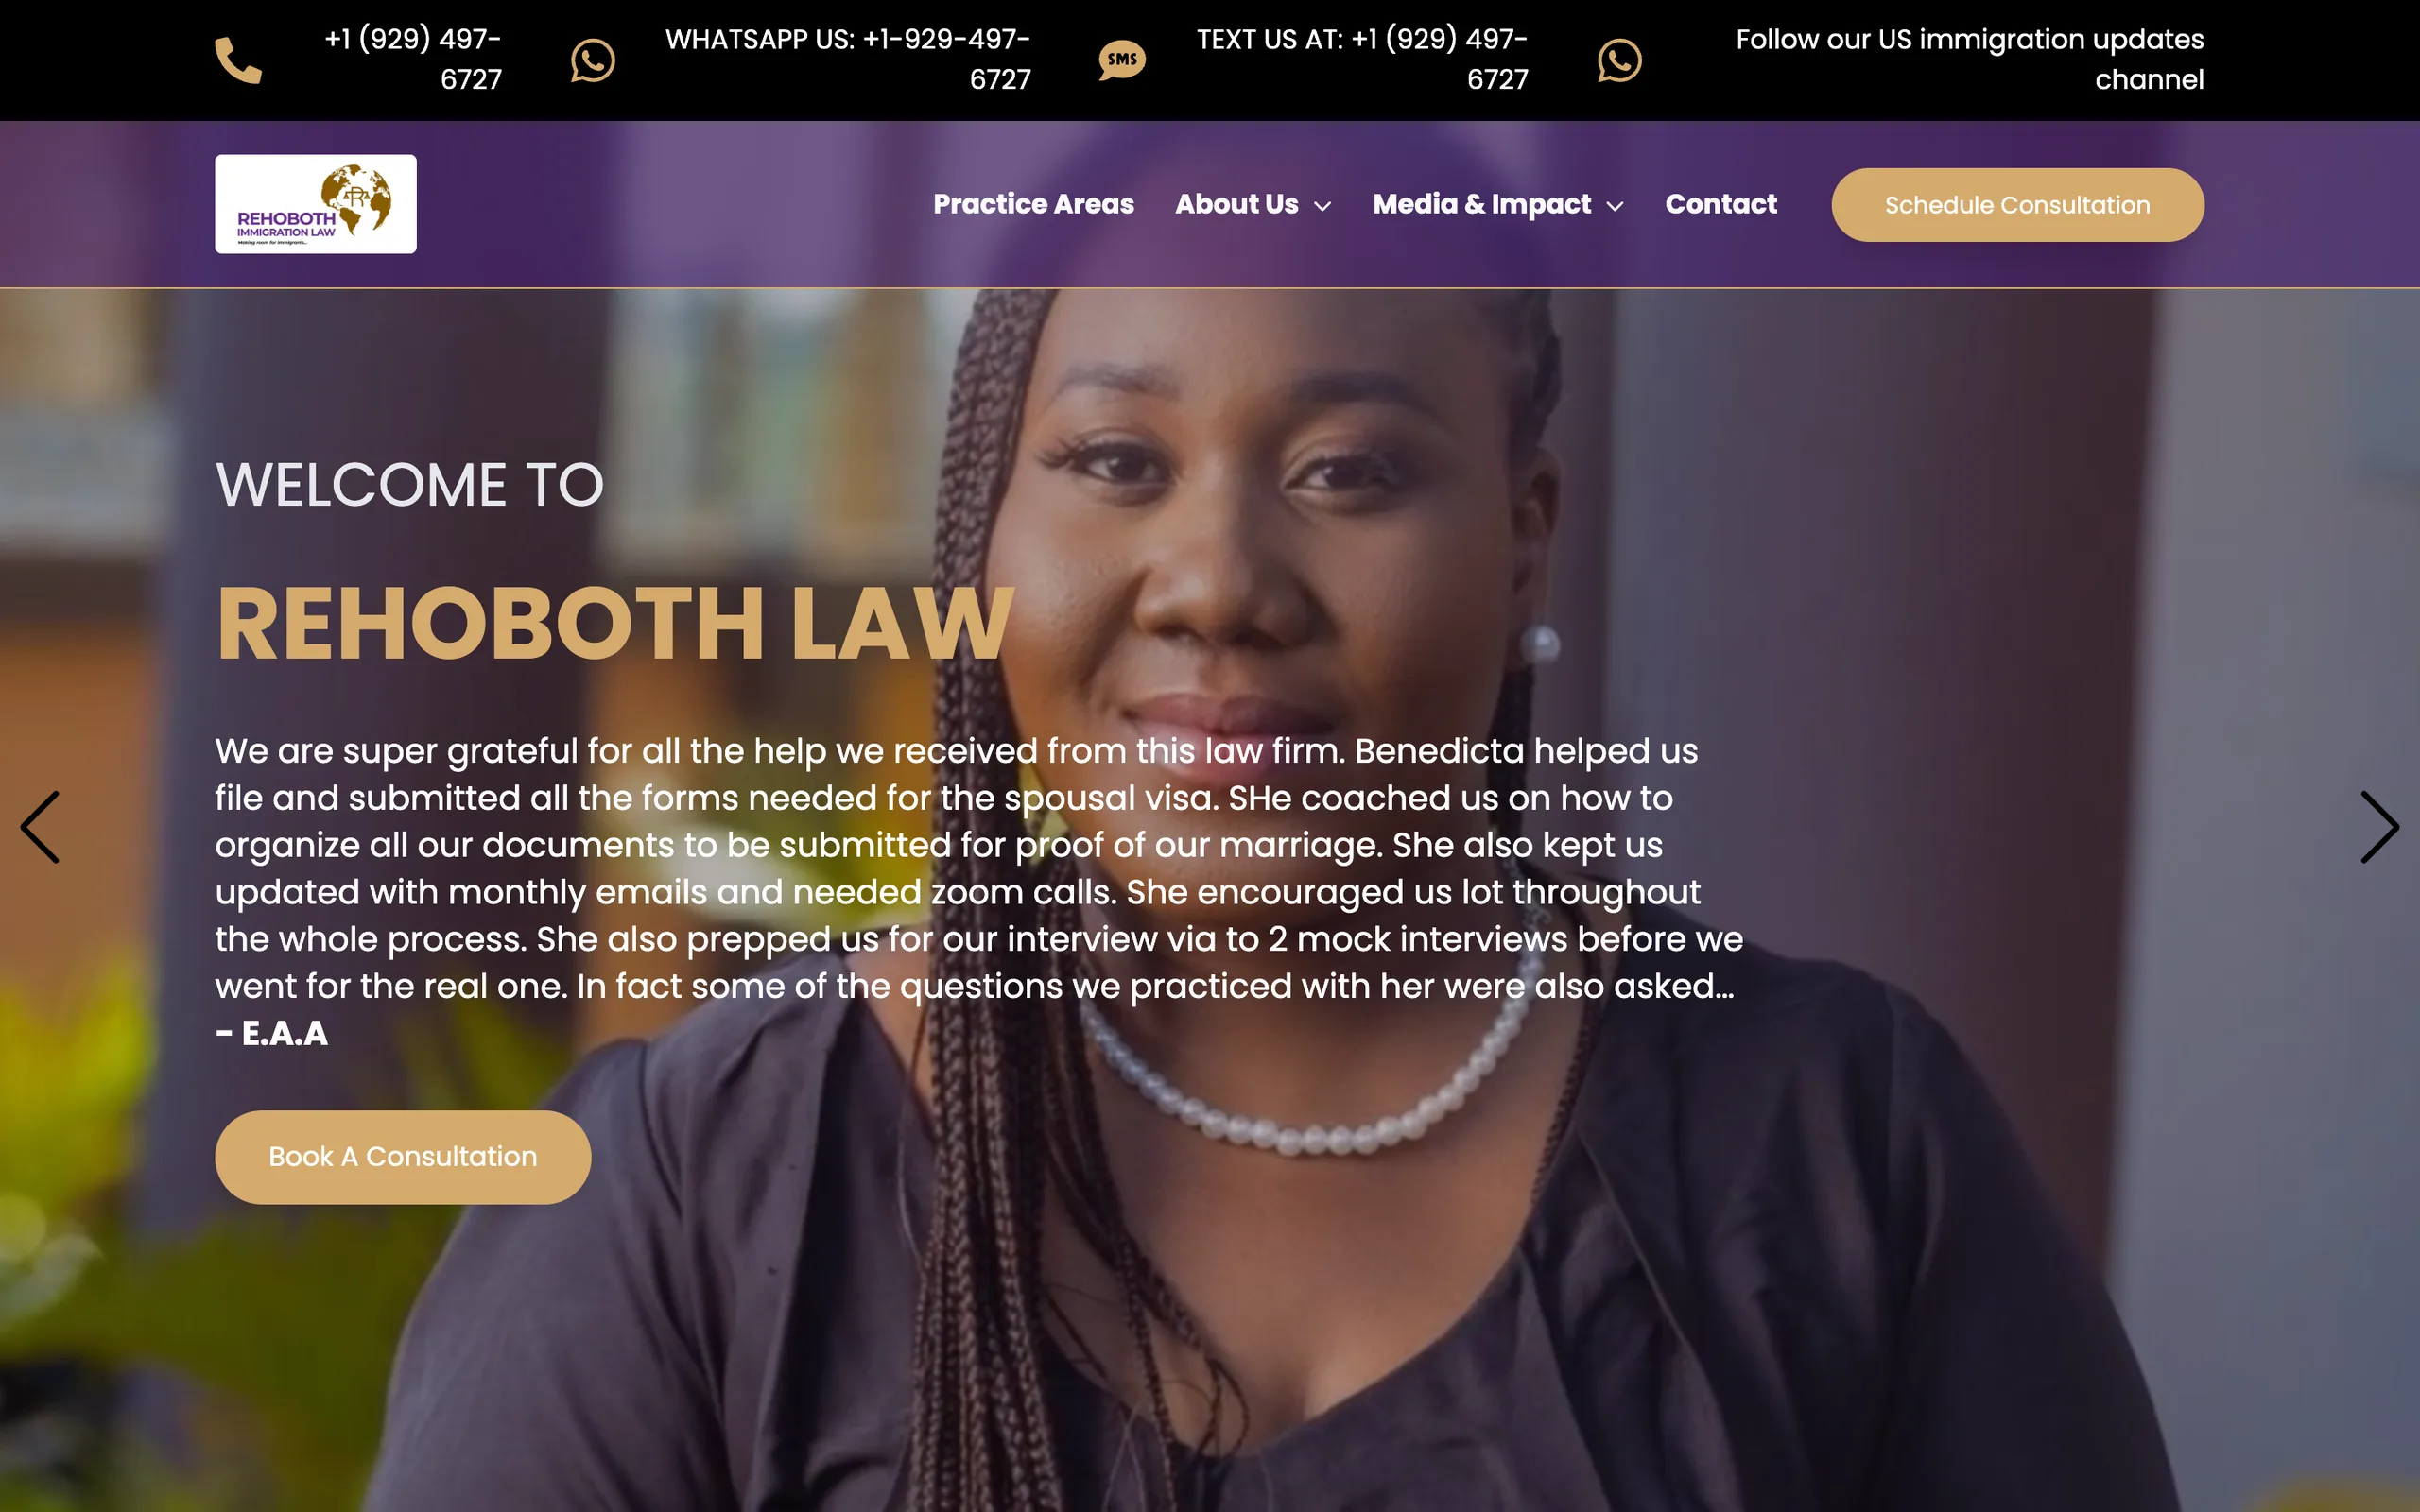 +1 (929) 497-
6727
WHATSAPP US: +1-929-497-
6727
SMS
TEXT US AT: +1 (929) 497-
6727
Follow our US immigration updates
channel
REHOBOTH
IMMIGRATION LAW
Making room for immigrants...
Practice Areas
About Us
Media & Impact
Contact
Schedule Consultation
WELCOME TO
REHOBOTH LAW
We are super grateful for all the help we received from this law firm. Benedicta helped us
file and submitted all the forms needed for the spousal visa. SHe coached us on how to
organize all our documents to be submitted for proof of our marriage. She also kept us
updated with monthly emails and needed zoom calls. She encouraged us lot throughout
the whole process. She also prepped us for our interview via to 2 mock interviews before we
went for the real one. In fact some of the questions we practiced with her were also asked...
- E.A.A
Book A Consultation